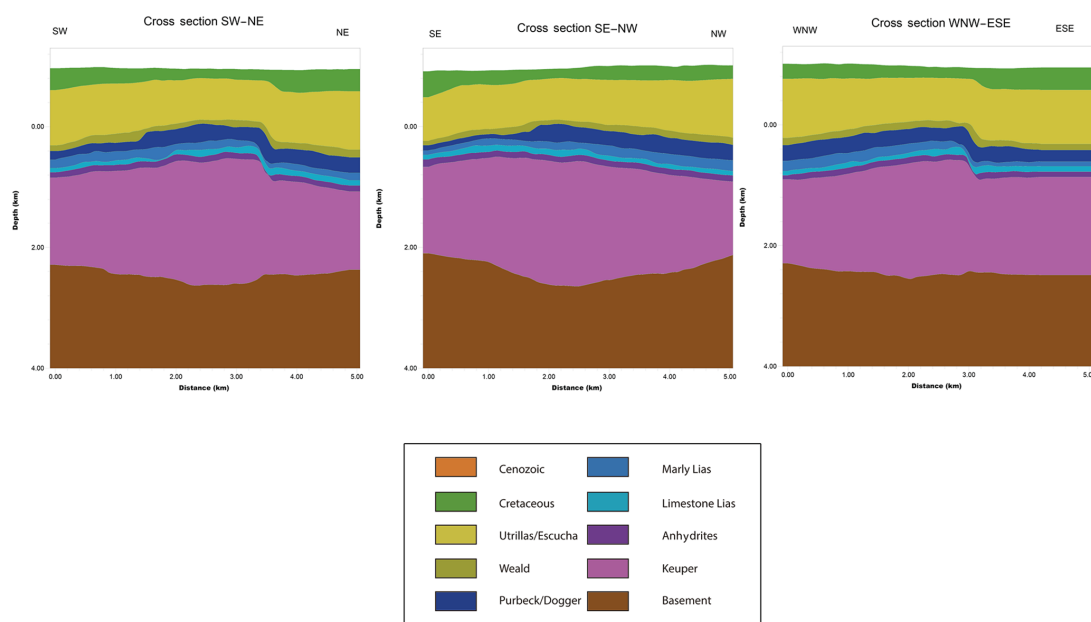 Cross section SW-NE
SW
NE
0.00
2.00
4.00
Depth (km)
0.00 1.00 2.00 3.00 4.00 5.00
Distance (km)
Cross section SE-NW
SE
NW
0.00
2.00
4.00
Depth (km)
0.00 1.00 2.00 3.00 4.00 5.00
Distance (km)
Cross section WNW-ESE
WNW
ESE
0.00
2.00
4.00
Depth (km)
0.00 1.00 2.00 3.00 4.00 5.0
Distance (km)
Cenozoic
Cretaceous
Utrillas/Escucha
Weald
Purbeck/Dogger
Marly Lias
Limestone Lias
Anhydrites
Keuper
Basement